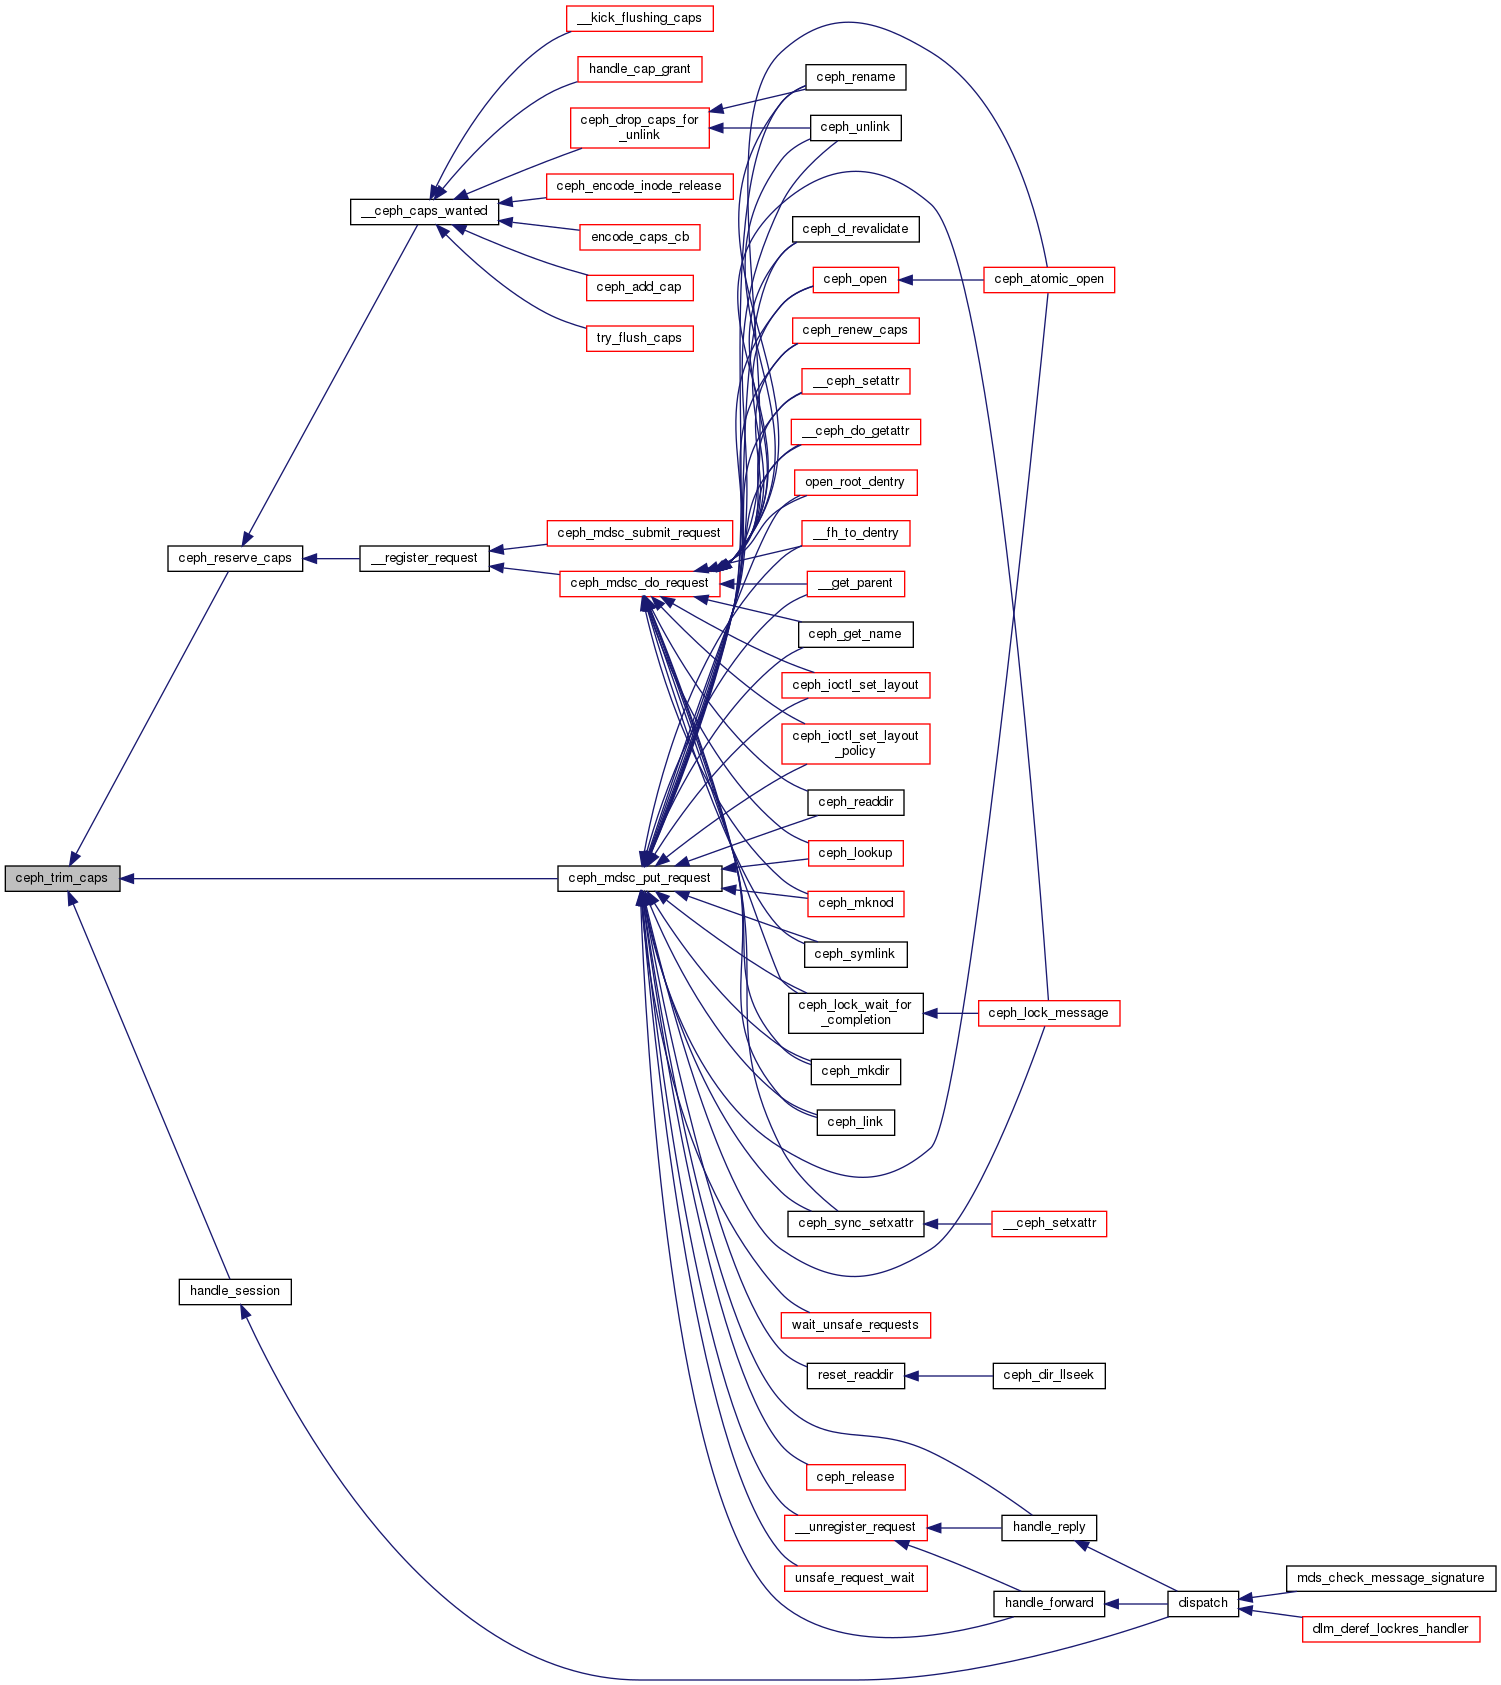 __kick_flushing_caps
handle_cap_grant
ceph_drop_caps_for
_unlink
ceph_encode_inode_release
__ceph_caps_wanted
encode_caps_cb
ceph_add_cap
try_flush_caps
ceph_rename
ceph_unlink
ceph_d_revalidate
ceph_open
ceph_atomic_open
ceph_renew_caps
__ceph_setattr
__ceph_do_getattr
open_root_dentry
ceph_mdsc_submit_request
__fh_to_dentry
ceph_reserve_caps
__register_request
ceph_mdsc_do_request
__get_parent
ceph_get_name
ceph_ioctl_set_layout
ceph_ioctl_set_layout
_policy
ceph_readdir
ceph_lookup
ceph_trim_caps
ceph_mdsc_put_request
ceph_mknod
ceph_symlink
ceph_lock_wait_for
_completion
ceph_lock_message
ceph_mkdir
ceph_link
ceph_sync_setxattr
__ceph_setxattr
handle_session
wait_unsafe_requests
reset_readdir
ceph_dir_llseek
ceph_release
__unregister_request
handle_reply
unsafe_request_wait
handle_forward
dispatch
mds_check_message_signature
dlm_deref_lockres_handler